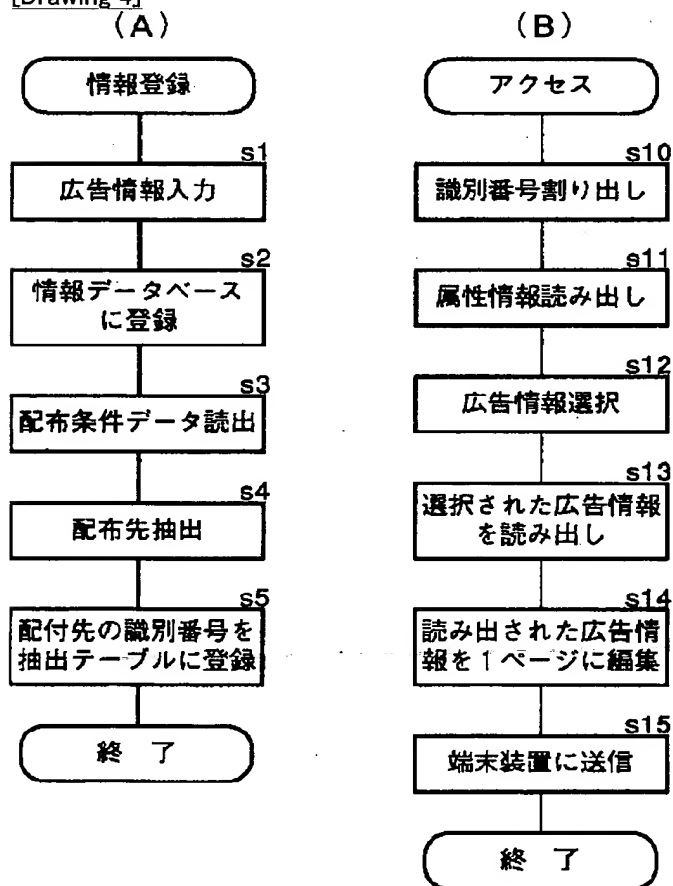 [Drawing 4]
(A)
情報登録
s1
広告情報入力
s2
情報データベース
に登録
s3
配布条件データ読出
s4
配布先抽出
s5
配付先の識別番号を
抽出テーブルに登録
終 了
(B)
アクセス
s10
識別番号割り出し
s11
属性情報読み出し
s12
広告情報選択
s13
選択された広告情報
を読み出し
s14
読み出された広告情
報を1ページに編集
s15
端末装置に送信
終 了